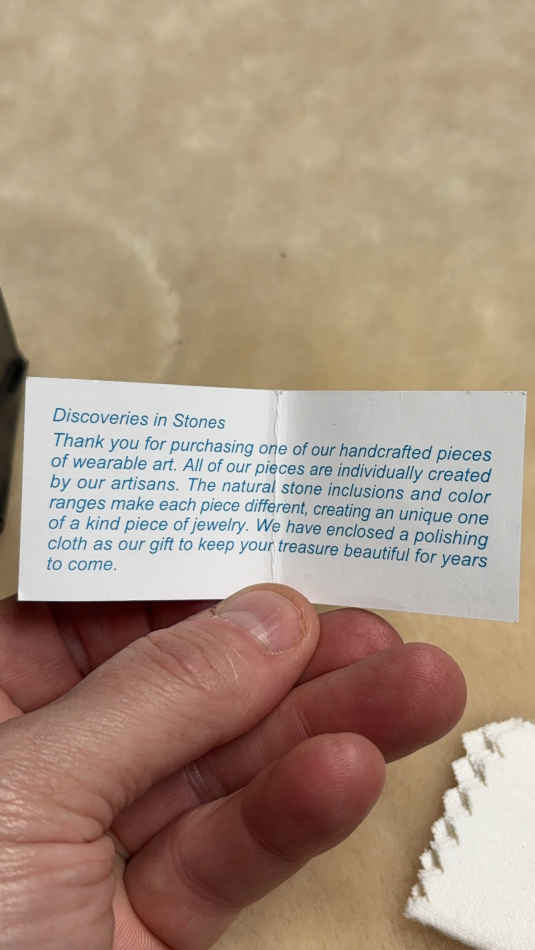 Discoveries in Stones
Thank you for purchasing one of our handcrafted pieces
of wearable art. All of our pieces are individually created
by our artisans. The natural stone inclusions and color
ranges make each piece different, creating an unique one
of a kind piece of jewelry. We have enclosed a polishing
cloth as our gift to keep your treasure beautiful for years
to come.